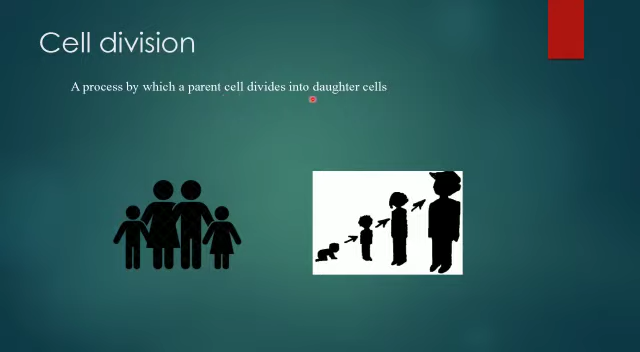 Cell division
A process by which a parent cell divides into daughter cells